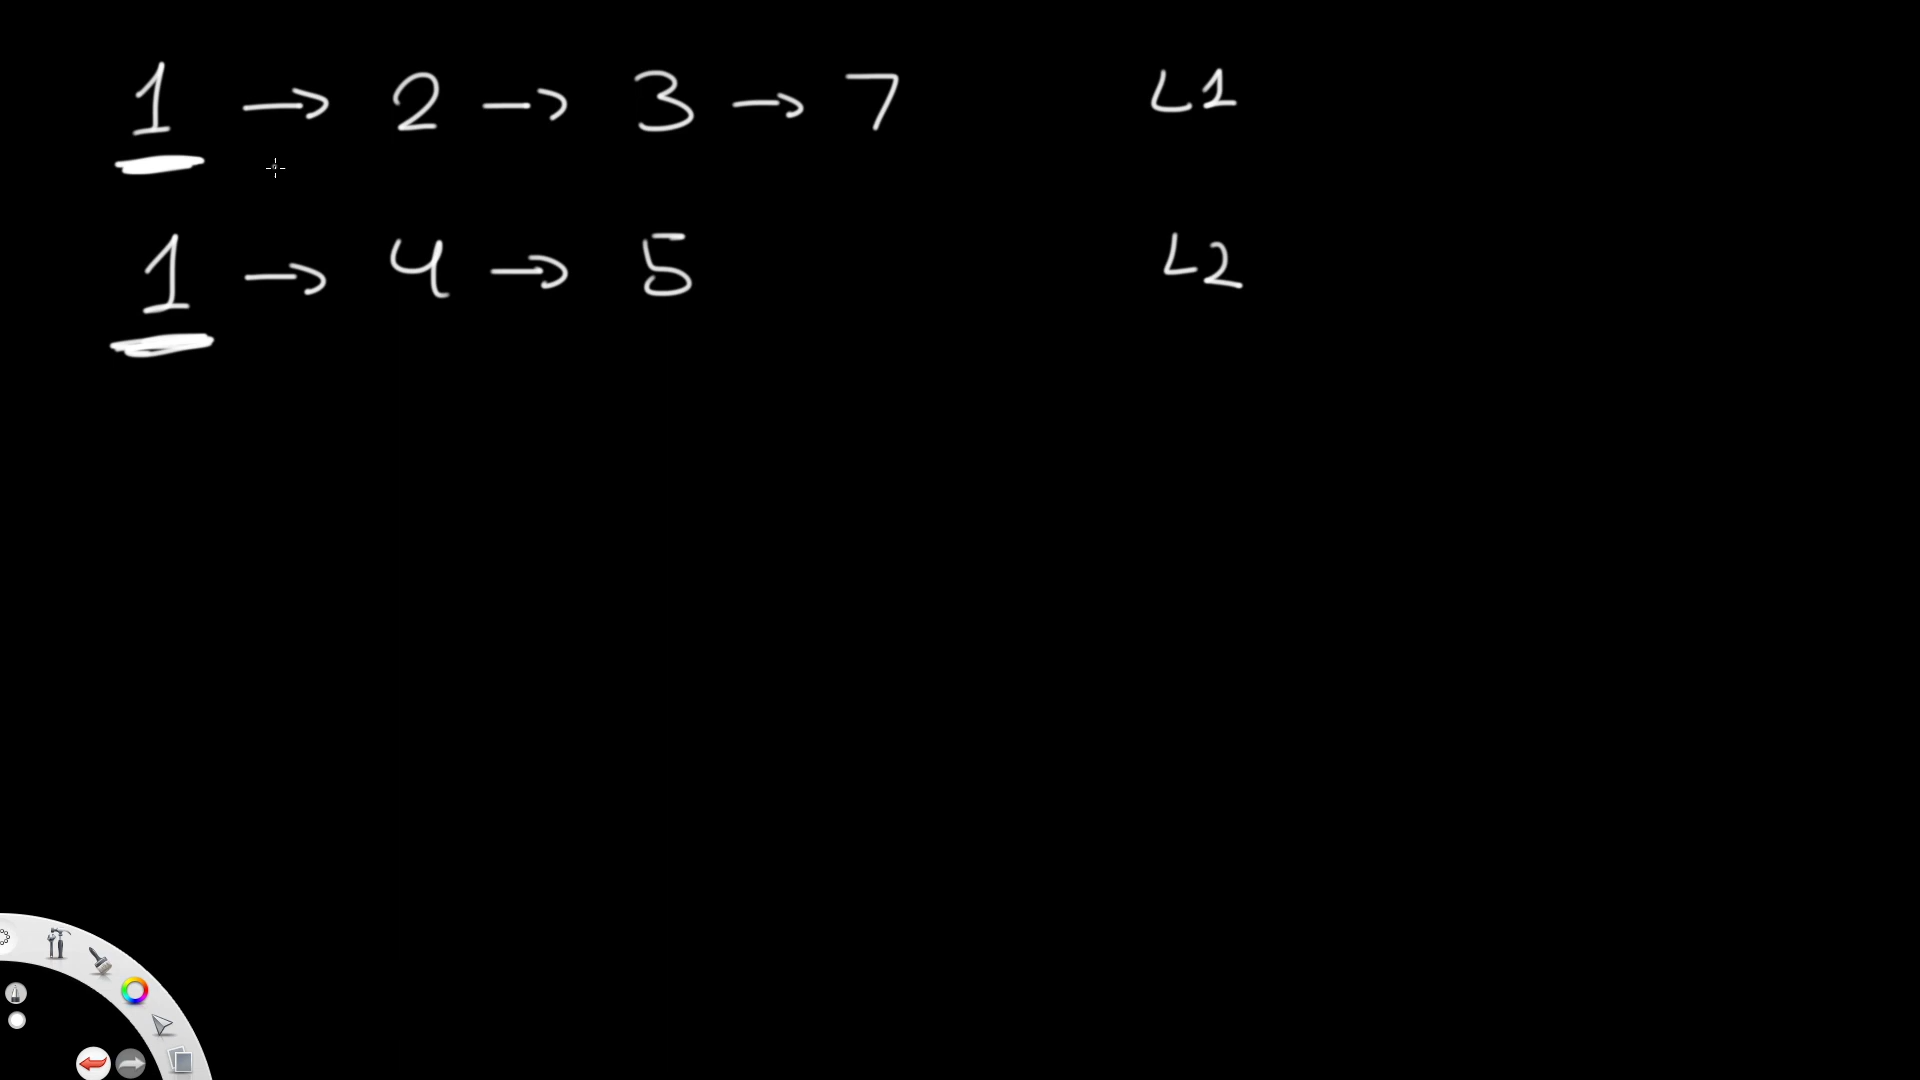 1 → 2 → 3 → 7 L1
1 → 4 → 5 L2